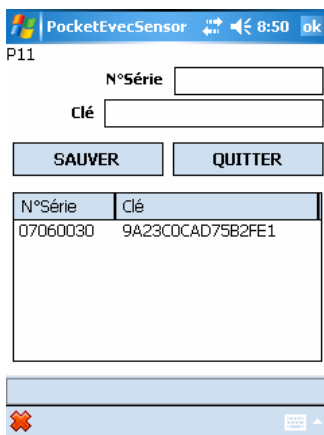 PocketEvecSensor 8:50 ok
P11
N°Série
Clé
SAUVER QUITTER
N°Série Clé
07060030 9A23C0CAD75B2FE1